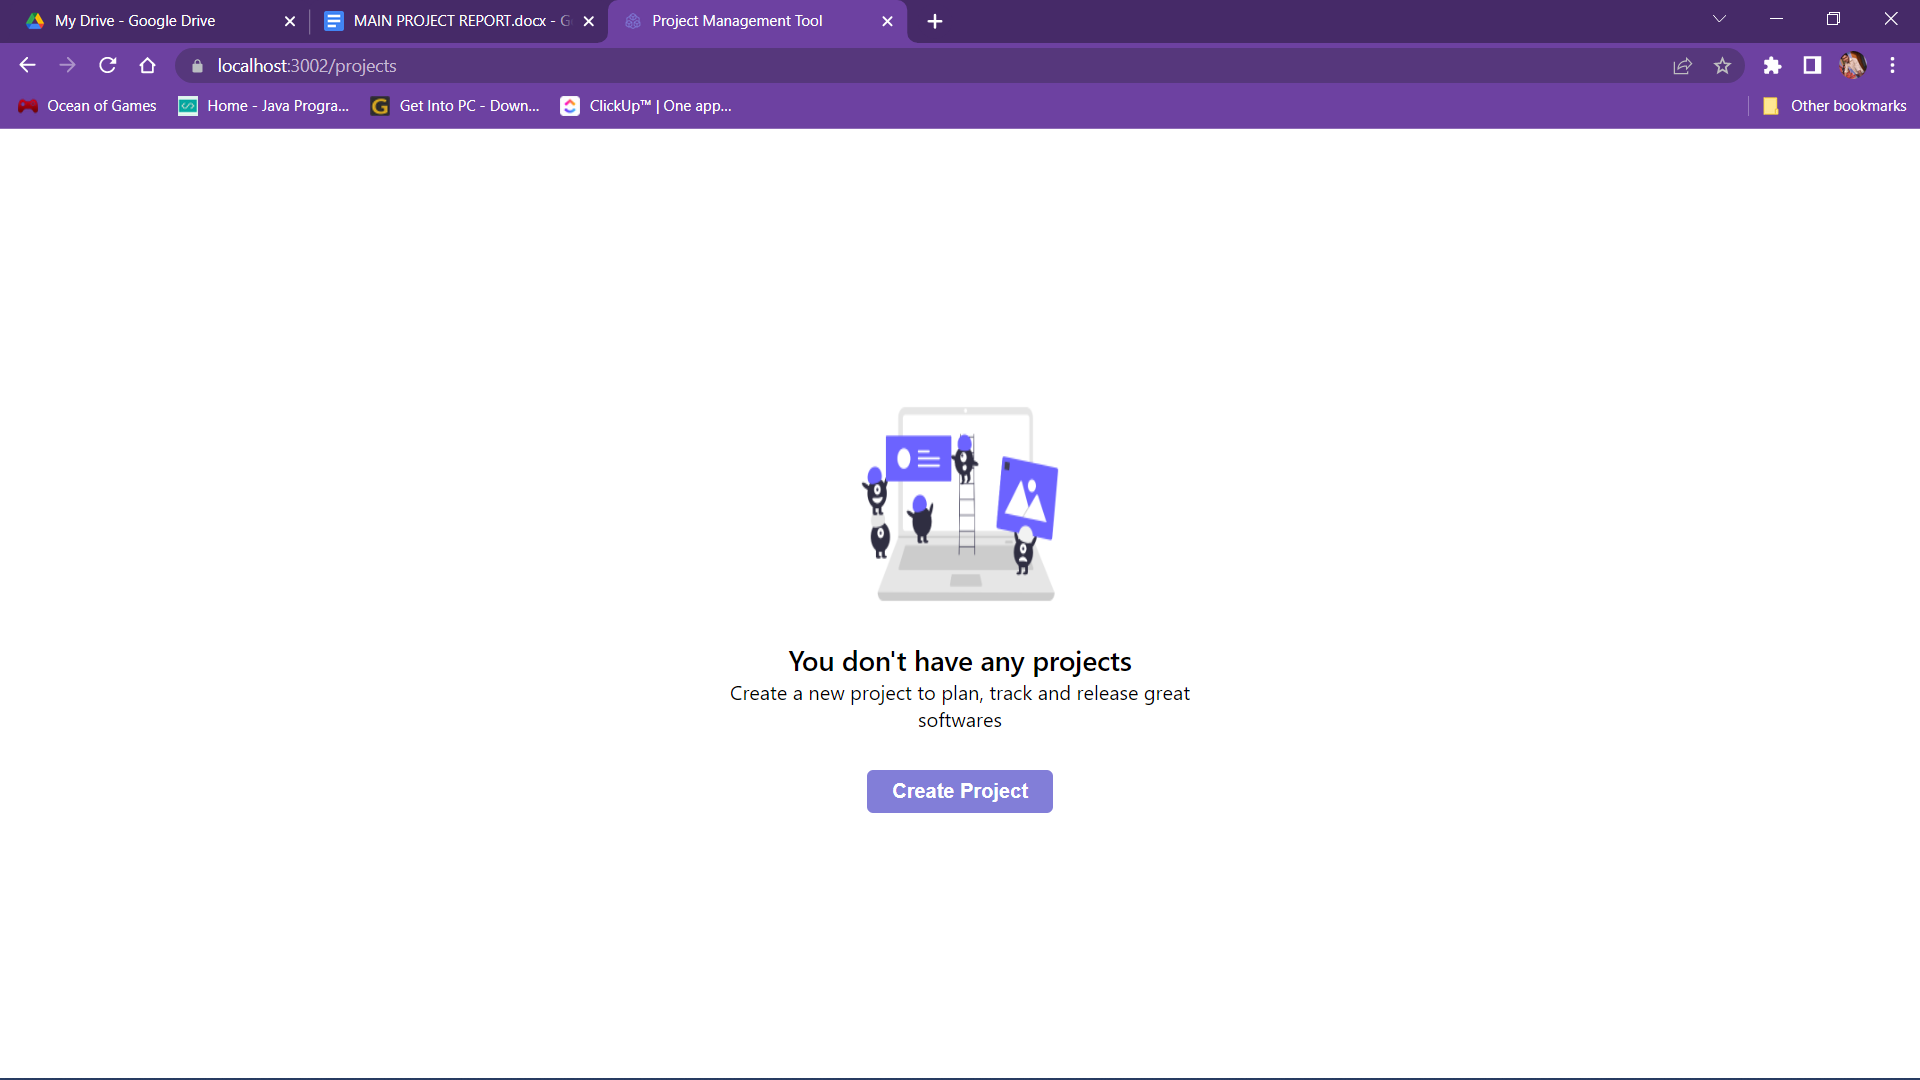 My Drive - Google Drive
MAIN PROJECT REPORT.docx - G
Project Management Tool
localhost:3002/projects
Ocean of Games
Home - Java Progra...
Get Into PC - Down...
ClickUp™ | One app...
Other bookmarks
You don't have any projects
Create a new project to plan, track and release great
softwares
Create Project